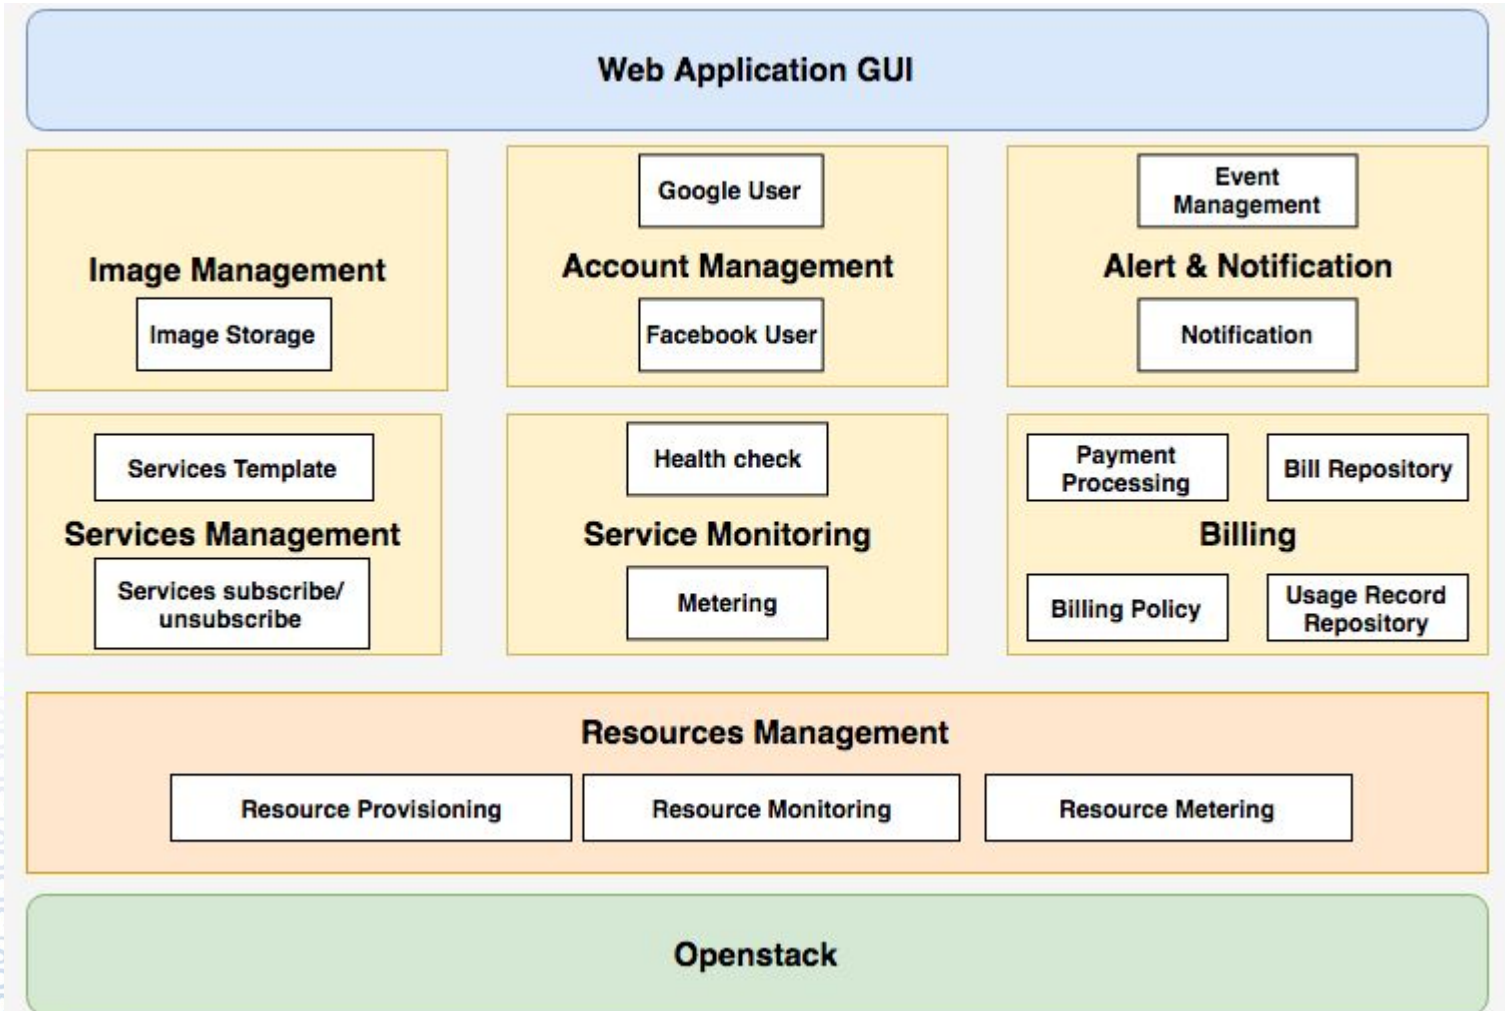 Web Application GUI
Image Management
Image Storage
Google User
Account Management
Facebook User
Event
Management
Alert & Notification
Notification
Services Template
Services Management
Services subscribe/
unsubscribe
Health check
Service Monitoring
Metering
Payment
Processing
Bill Repository
Billing
Billing Policy
Usage Record
Repository
Resources Management
Resource Provisioning
Resource Monitoring
Resource Metering
Openstack